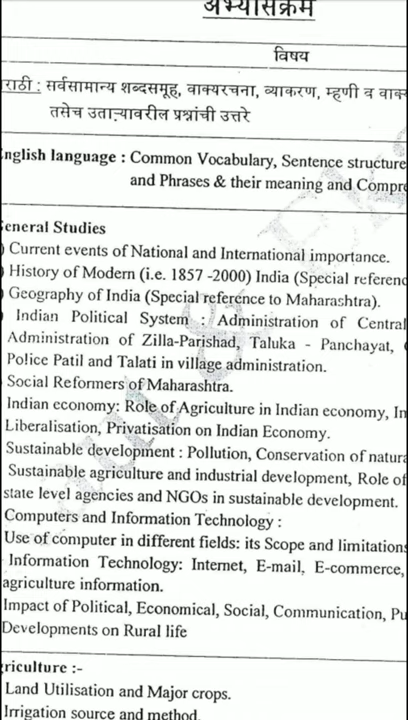 अभ्यासक्रम
विषय
राठी : सर्वसामान्य शब्दसमूह, वाक्यरचना, व्याकरण, म्हणी व वाक
तसेच उताऱ्यावरील प्रश्नांची उत्तरे
nglish language : Common Vocabulary, Sentence structure
and Phrases & their meaning and Compre
General Studies
) Current events of National and International importance.
) History of Modern (i.e. 1857 -2000) India (Special referenc
) Geography of India (Special reference to Maharashtra).
) Indian Political System : Administration of Central
Administration of Zilla-Parishad, Taluka - Panchayat,
Police Patil and Talati in village administration.
Social Reformers of Maharashtra.
Indian economy: Role of Agriculture in Indian economy, In
Liberalisation, Privatisation on Indian Economy.
Sustainable development : Pollution, Conservation of natura
Sustainable agriculture and industrial development, Role of
state level agencies and NGOs in sustainable development.
Computers and Information Technology :
Use of computer in different fields: its Scope and limitations
Information Technology: Internet, E-mail, E-commerce,
agriculture information.
Impact of Political, Economical, Social, Communication, Pu
Developments on Rural life
riculture :-
Land Utilisation and Major crops.
Irrigation source and method.